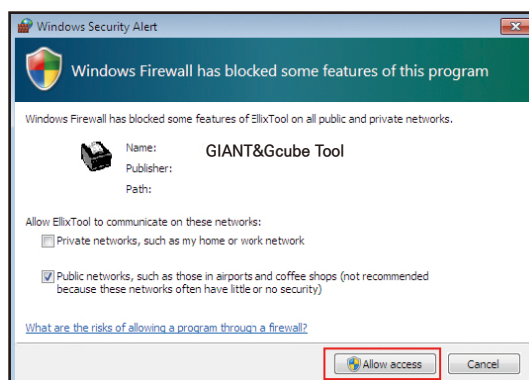 Windows Security Alert
Windows Firewall has blocked some features of this program
Windows Firewall has blocked some features of EllixTool on all public and private networks.
Name: GIANT&Gcube Tool
Publisher:
Path:
Allow EllixTool to communicate on these networks:
Private networks, such as my home or work network
Public networks, such as those in airports and coffee shops (not recommended
because these networks often have little or no security)
What are the risks of allowing a program through a firewall?
Allow access Cancel